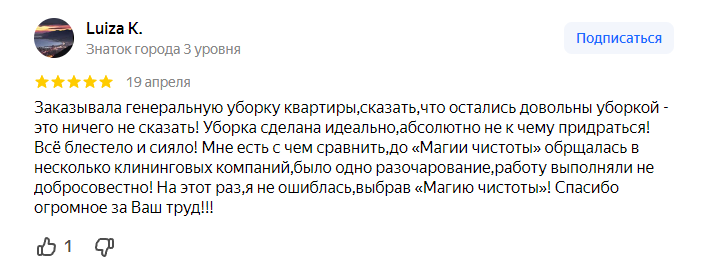 Luiza K.
Знаток города 3 уровня
Подписаться
19 апреля
Заказывала генеральную уборку квартиры,сказать,что остались довольны уборкой -
это ничего не сказать! Уборка сделана идеально,абсолютно не к чему придраться!
Всё блестело и сияло! Мне есть с чем сравнить,до «Магии чистоты» обрщалась в
несколько клининговых компаний,было одно разочарование,работу выполняли не
добросовестно! На этот раз,я не ошиблась,выбрав «Магию чистоты»! Спасибо
огромное за Ваш труд!!!
1